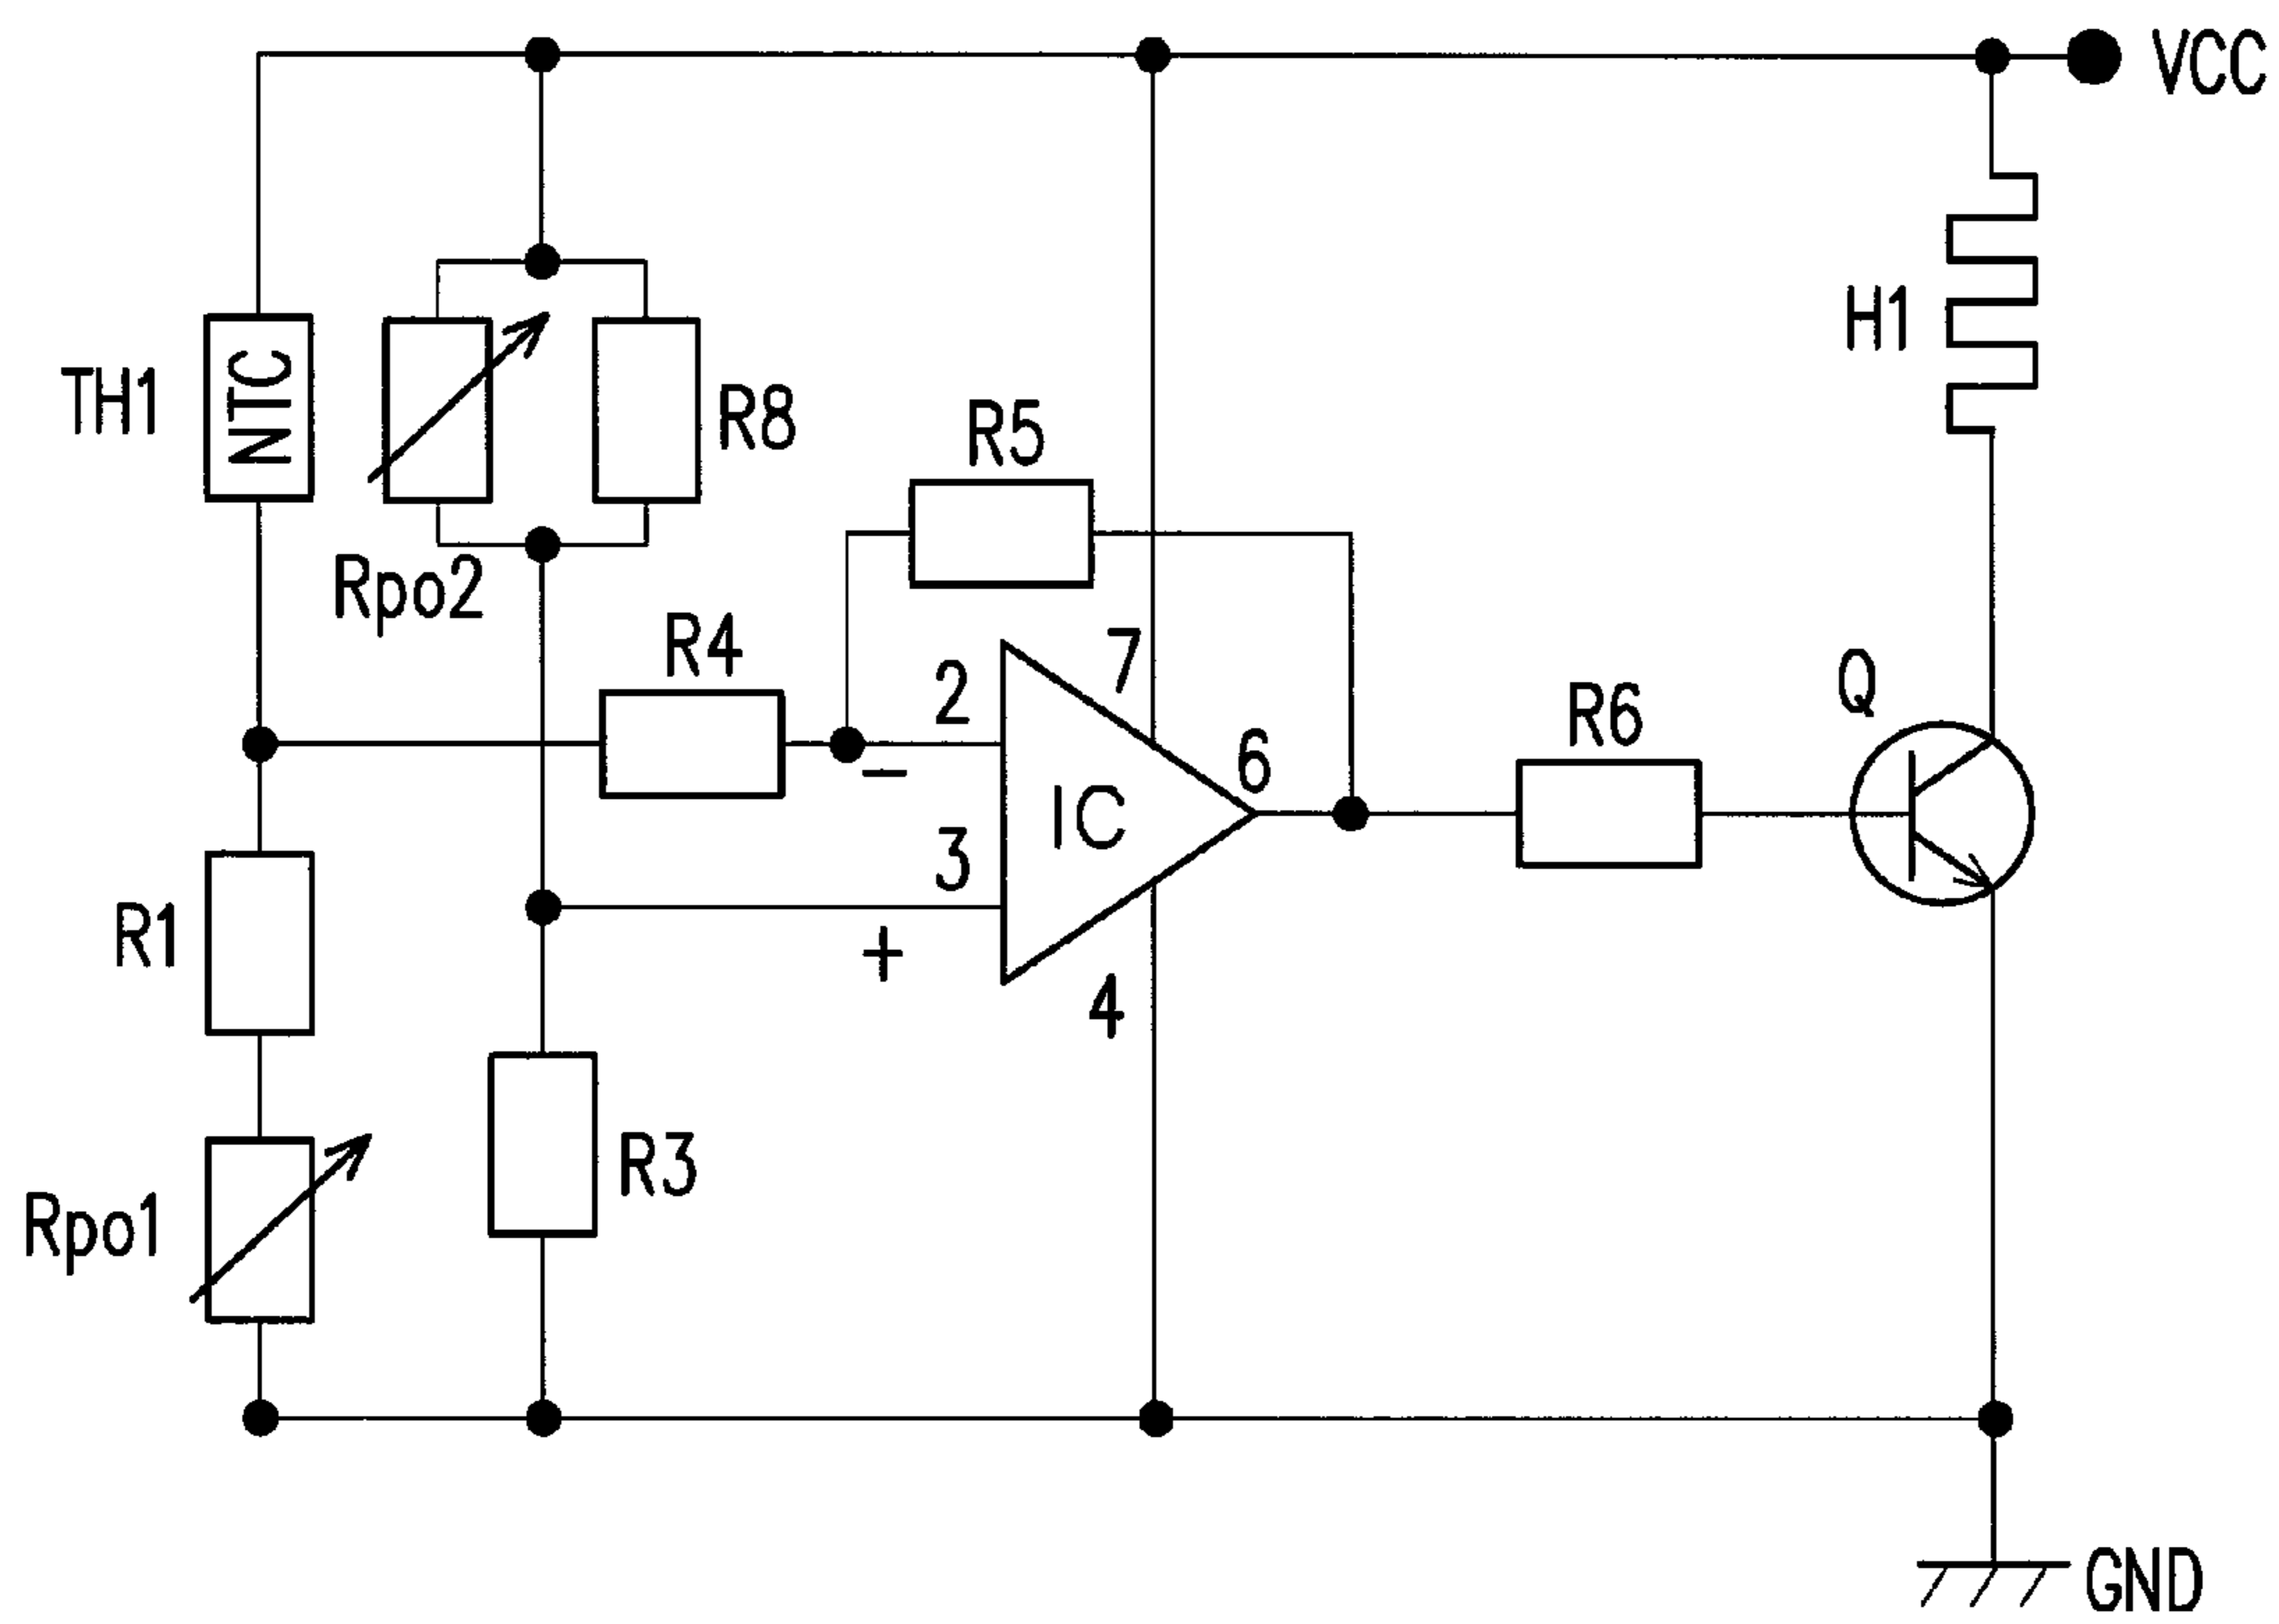 VCC
H1
TH1
NTC
R8
R5
Rpo2
R4
7
2
Q
R6
6
−
IC
3
R1
+
4
R3
Rpo1
GND